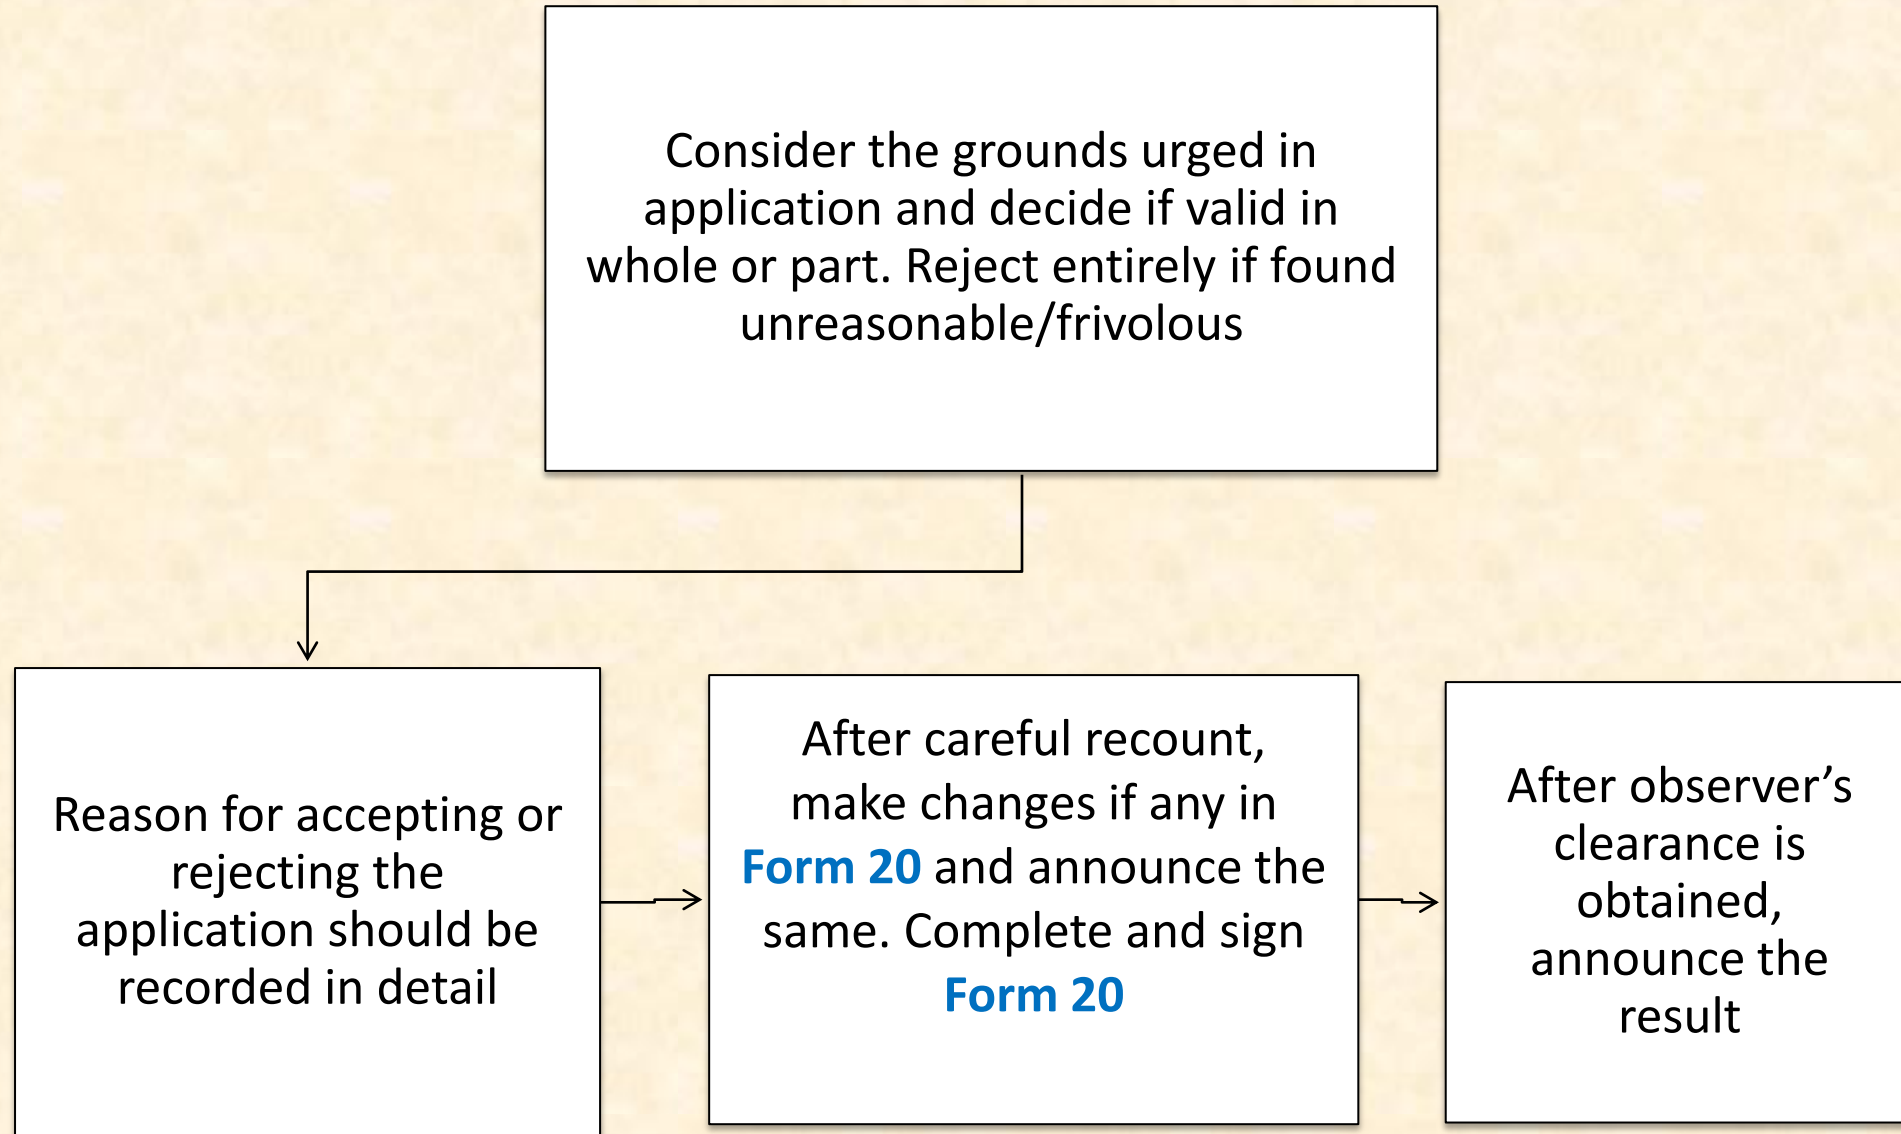 Consider the grounds urged in
application and decide if valid in
whole or part. Reject entirely if found
unreasonable/frivolous
Reason for accepting or
rejecting the
application should be
recorded in detail
After careful recount,
make changes if any in
Form 20 and announce the
same. Complete and sign
Form 20
After observer’s
clearance is
obtained,
announce the
result